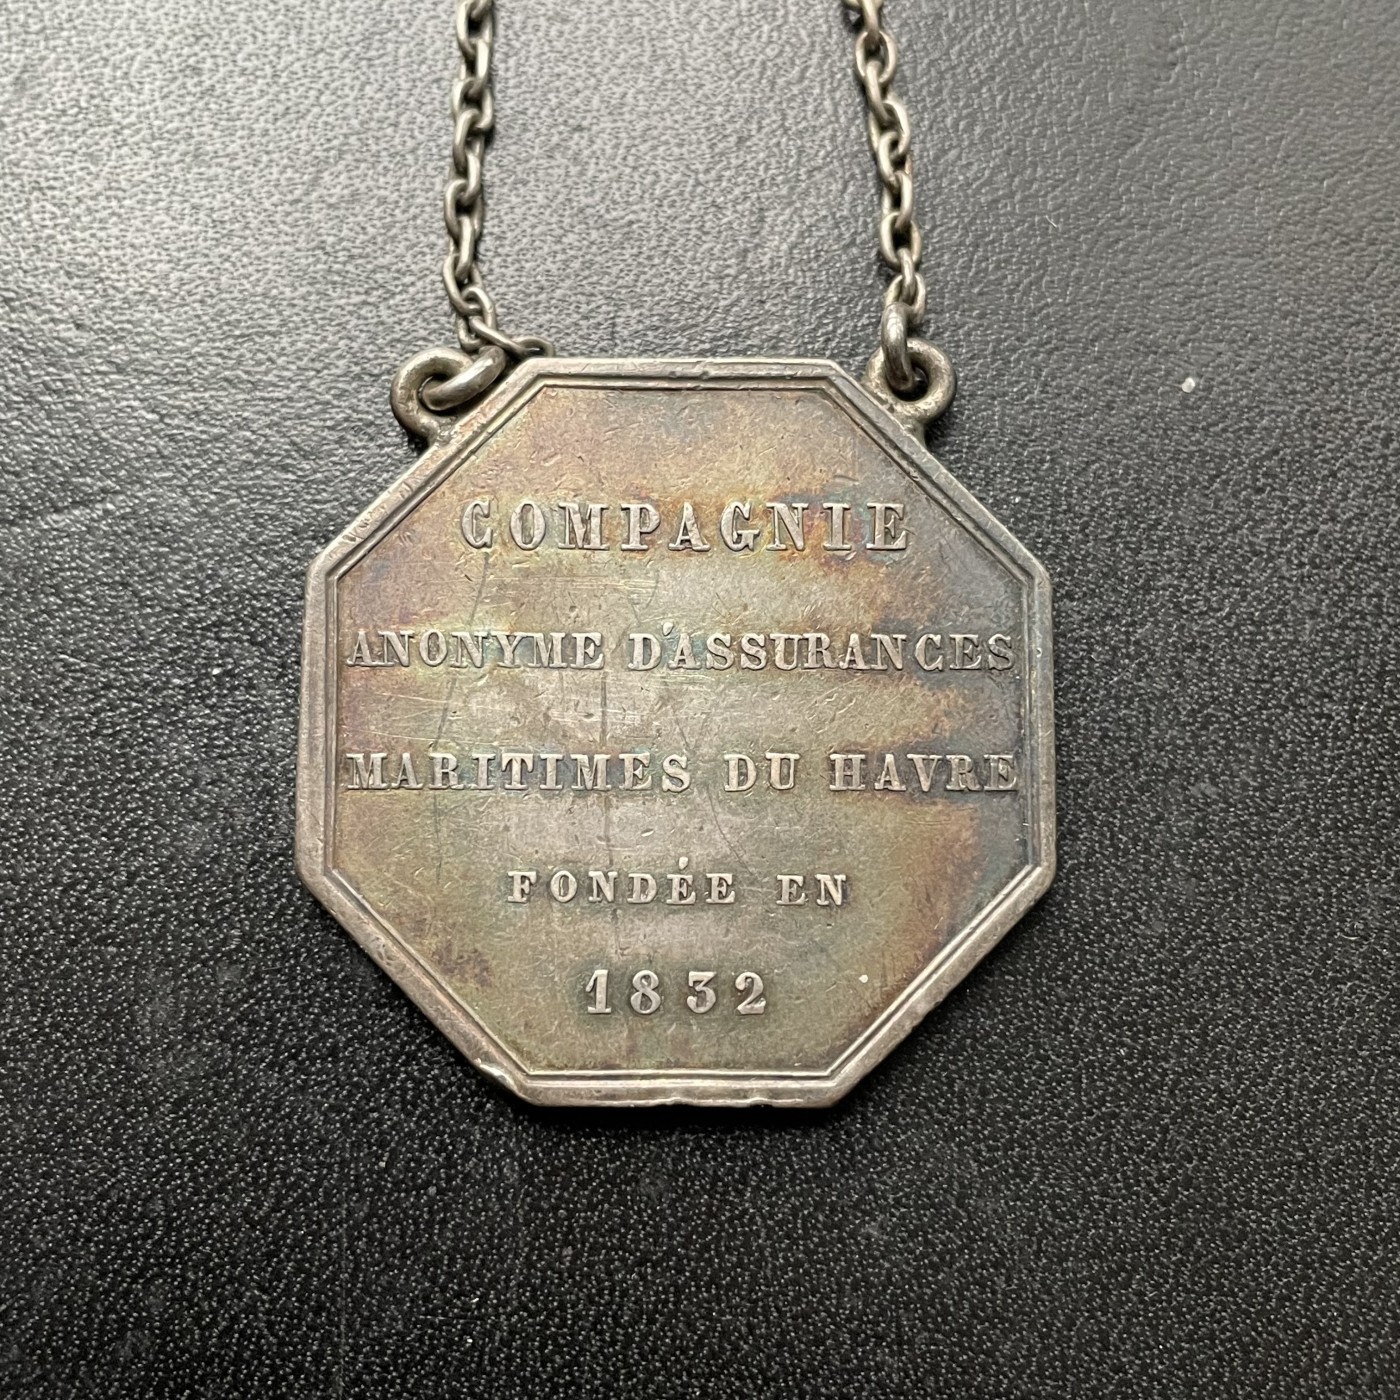 COMPAGNIE
ANONYME D'ASSURANCES
MARITIMES DU HAVRE
FONDÉE EN
1832